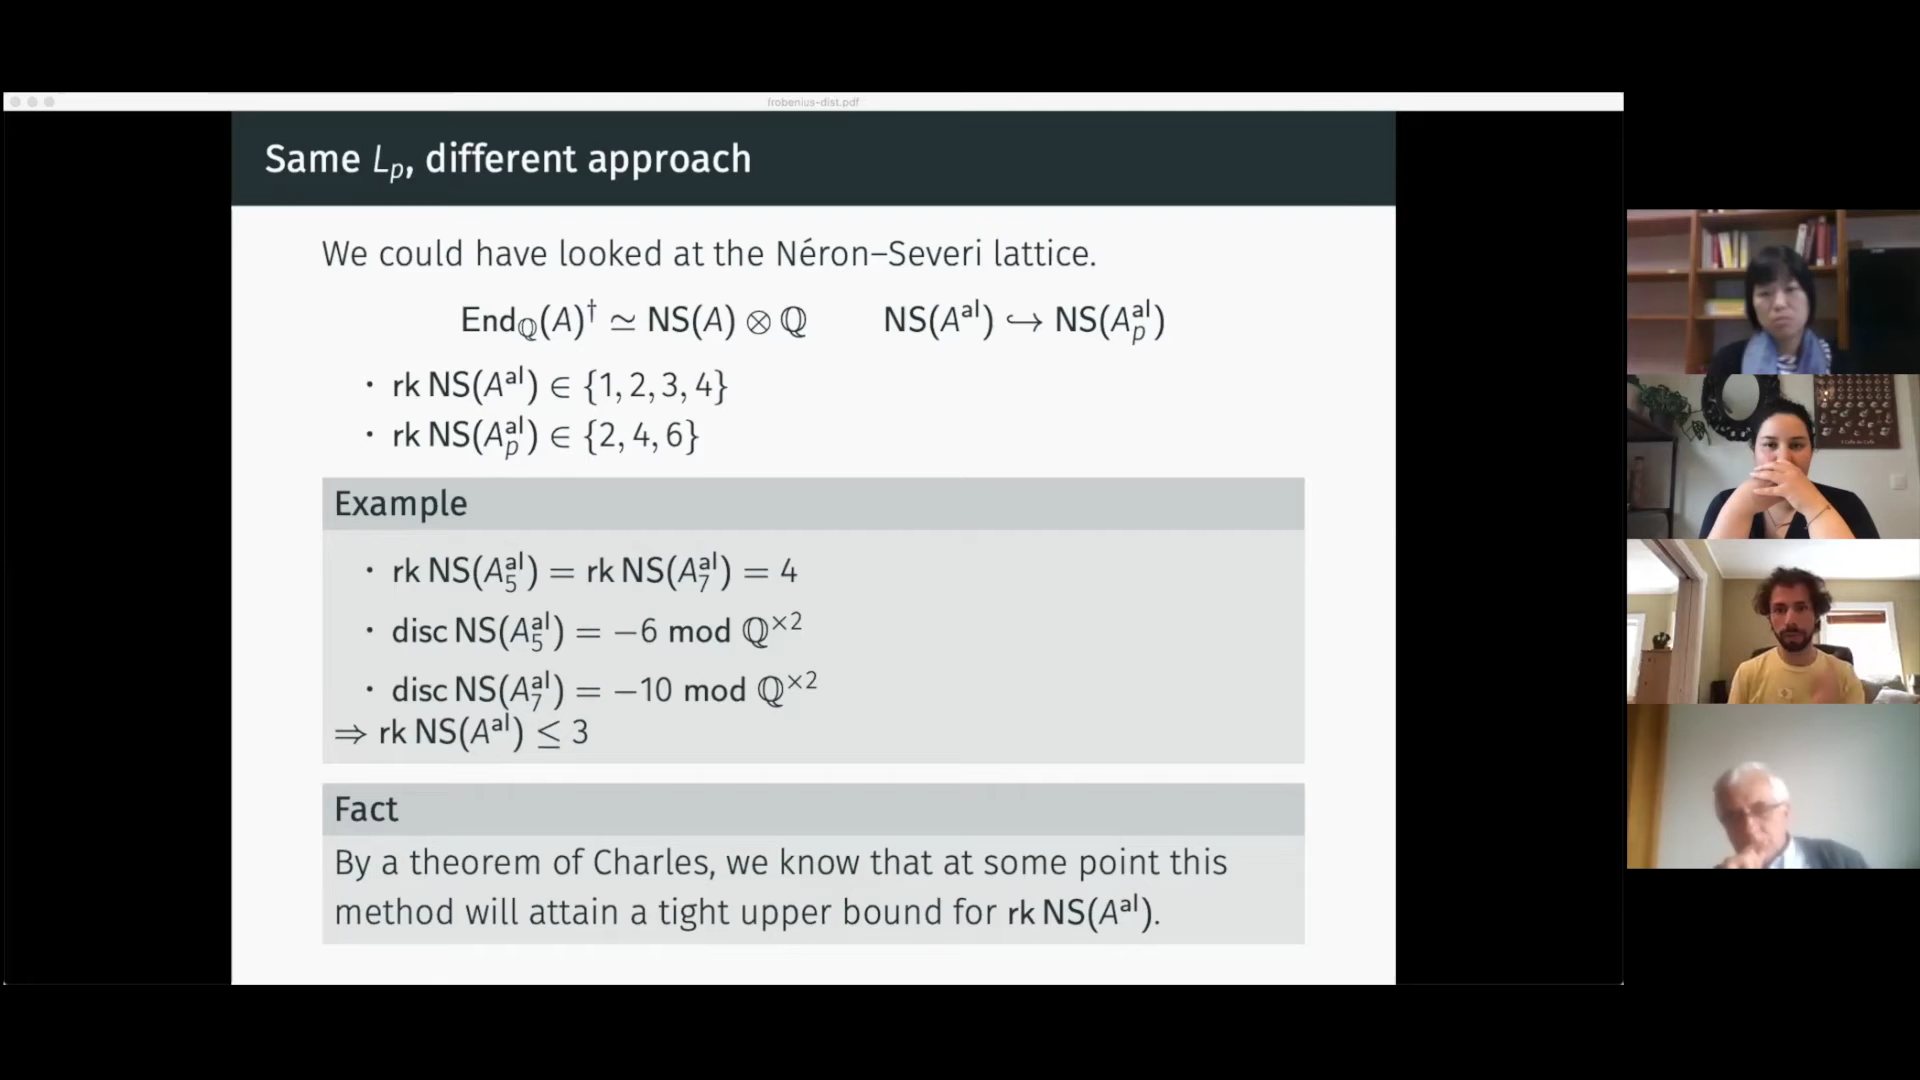 frobenius-dist.pdf
Same Lₚ, different approach
We could have looked at the Néron–Severi lattice.
End_ℚ(A)† ≃ NS(A) ⊗ ℚ NS(A^al) ↪ NS(A_p^al)
· rk NS(A^al) ∈ {1, 2, 3, 4}
· rk NS(A_p^al) ∈ {2, 4, 6}
Example
· rk NS(A_5^al) = rk NS(A_7^al) = 4
· disc NS(A_5^al) = −6 mod ℚ^×2
· disc NS(A_7^al) = −10 mod ℚ^×2
⇒ rk NS(A^al) ≤ 3
Fact
By a theorem of Charles, we know that at some point this
method will attain a tight upper bound for rk NS(A^al).